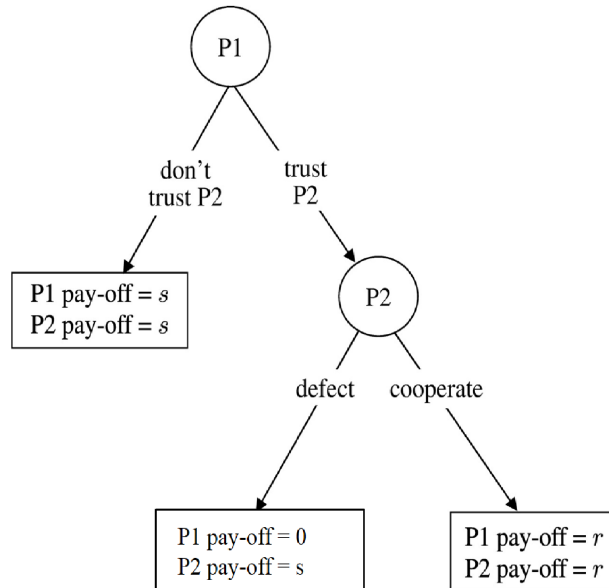 P1
don't
trust P2
trust
P2
P1 pay-off = s
P2 pay-off = s
P2
defect
cooperate
P1 pay-off = 0
P2 pay-off = s
P1 pay-off = r
P2 pay-off = r